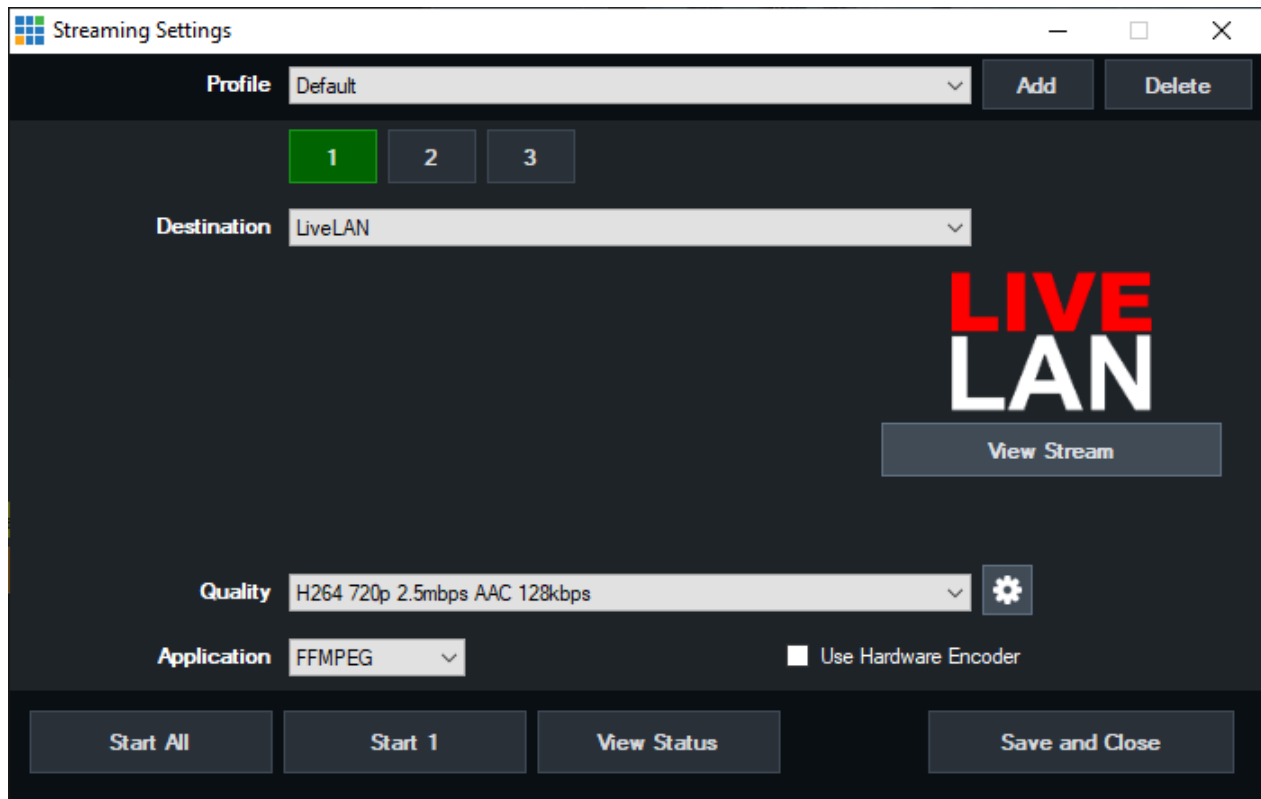 Streaming Settings
Profile Default Add Delete
1 2 3
Destination LiveLAN
LIVE
LAN
View Stream
Quality H264 720p 2.5mbps AAC 128kbps
Application FFMPEG Use Hardware Encoder
Start All Start 1 View Status Save and Close